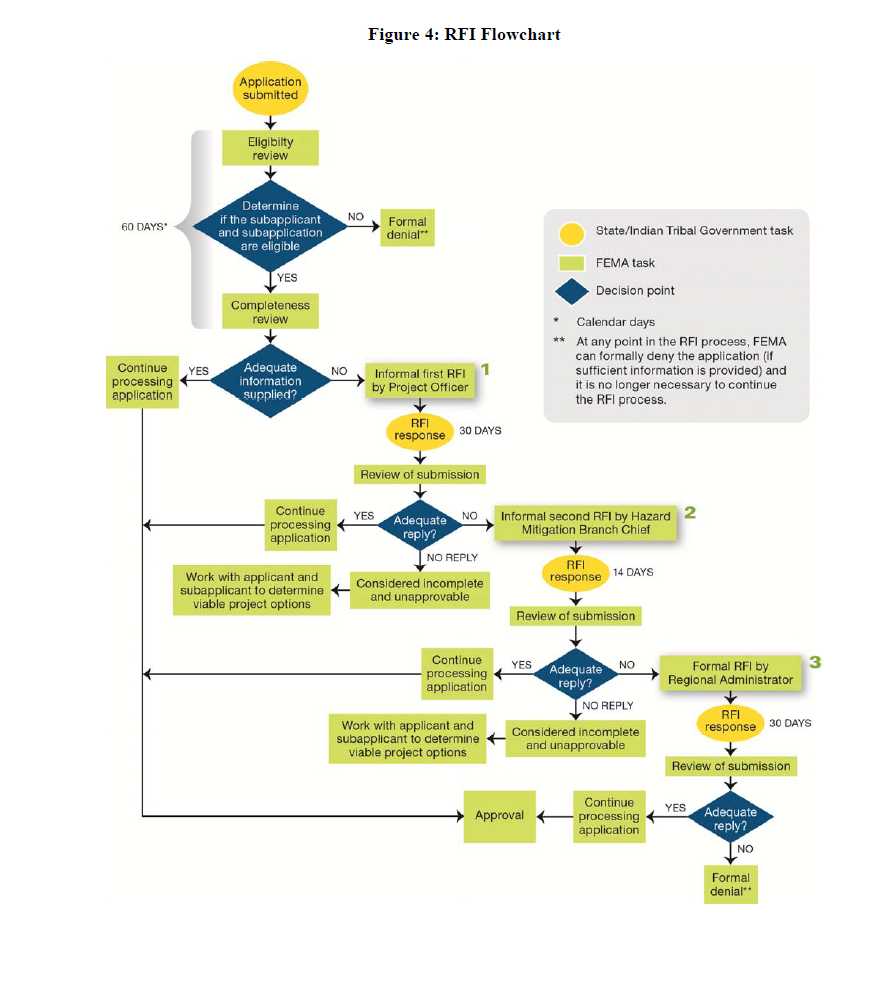 Figure 4: RFI Flowchart
Application
submitted
Eligibilty
review
60 DAYS*
Determine
if the subapplicant
and subapplication
are eligible
NO
Formal
denial**
YES
Completeness
review
State/Indian Tribal Government task
FEMA task
Decision point
* Calendar days
** At any point in the RFI process, FEMA
can formally deny the application (if
sufficient information is provided) and
it is no longer necessary to continue
the RFI process.
Continue
processing
application
YES
Adequate
information
supplied?
NO
Informal first RFI
by Project Officer
1
RFI
response
30 DAYS
Review of submission
Continue
processing
application
YES
Adequate
reply?
NO
Informal second RFI by Hazard
Mitigation Branch Chief
2
NO REPLY
Work with applicant and
subapplicant to determine
viable project options
Considered incomplete
and unapprovable
RFI
response
14 DAYS
Review of submission
Continue
processing
application
YES
Adequate
reply?
NO
Formal RFI by
Regional Administrator
3
NO REPLY
Work with applicant and
subapplicant to determine
viable project options
Considered incomplete
and unapprovable
RFI
response
30 DAYS
Review of submission
Approval
Continue
processing
application
YES
Adequate
reply?
NO
Formal
denial**